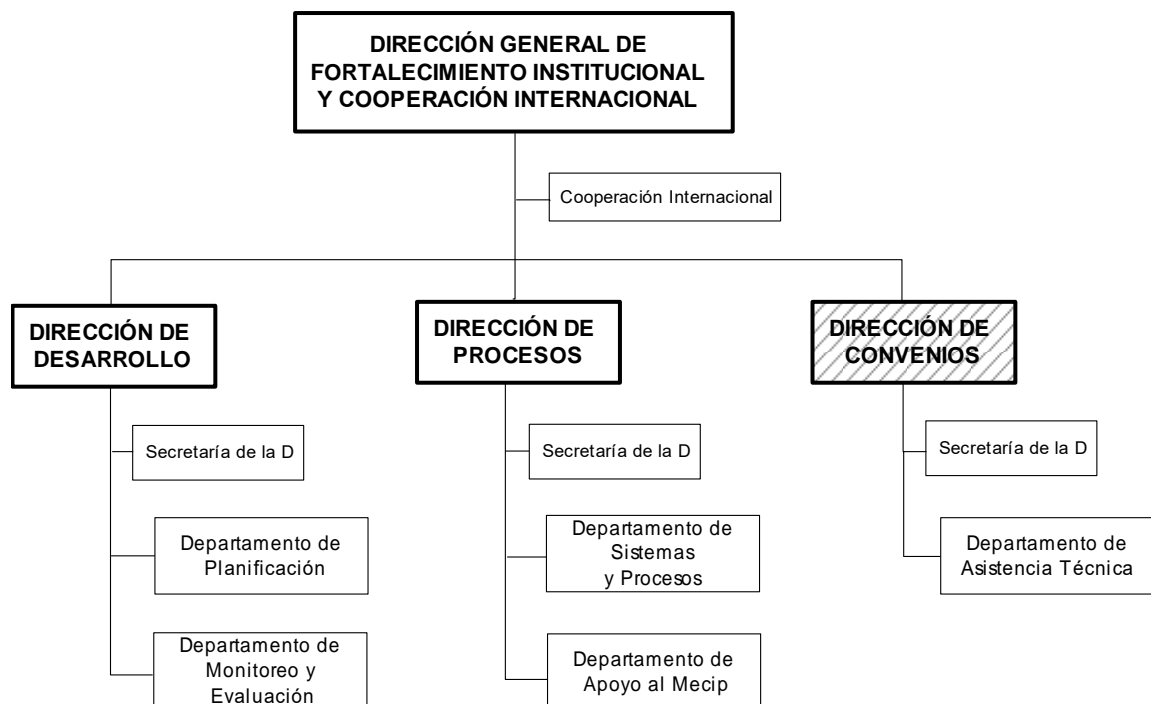 DIRECCIÓN GENERAL DE
FORTALECIMIENTO INSTITUCIONAL
Y COOPERACIÓN INTERNACIONAL
Cooperación Internacional
DIRECCIÓN DE
DESARROLLO
Secretaría de la D
Departamento de
Planificación
Departamento de
Monitoreo y
Evaluación
DIRECCIÓN DE
PROCESOS
Secretaría de la D
Departamento de
Sistemas
y Procesos
Departamento de
Apoyo al Mecip
DIRECCIÓN DE
CONVENIOS
Secretaría de la D
Departamento de
Asistencia Técnica